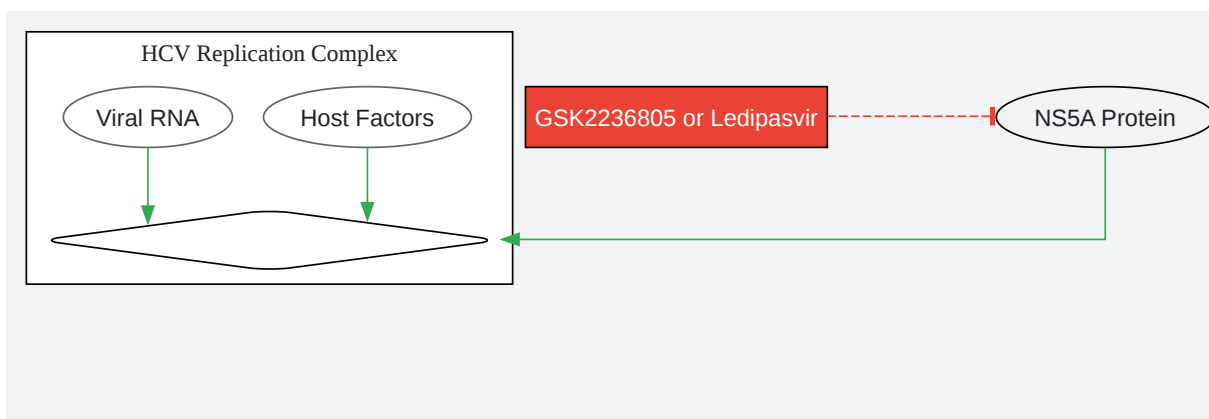 HCV Replication Complex
Viral RNA
Host Factors
GSK2236805 or Ledipasvir
NS5A Protein